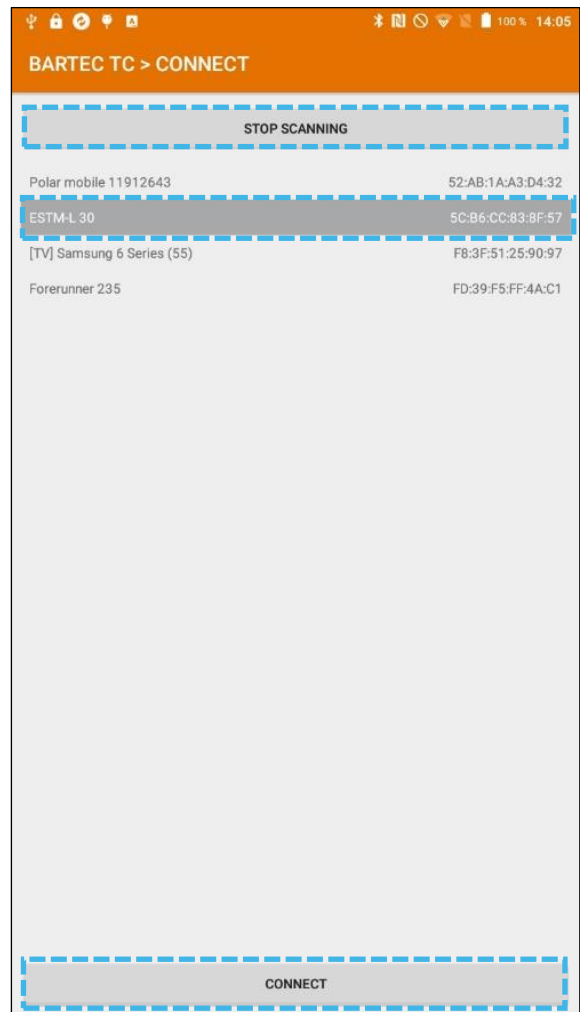 100 % 14:05
BARTEC TC > CONNECT
STOP SCANNING
Polar mobile 11912643 52:AB:1A:A3:D4:32
ESTM-L 30 5C:B6:CC:83:8F:57
[TV] Samsung 6 Series (55) F8:3F:51:25:90:97
Forerunner 235 FD:39:F5:FF:4A:C1
CONNECT